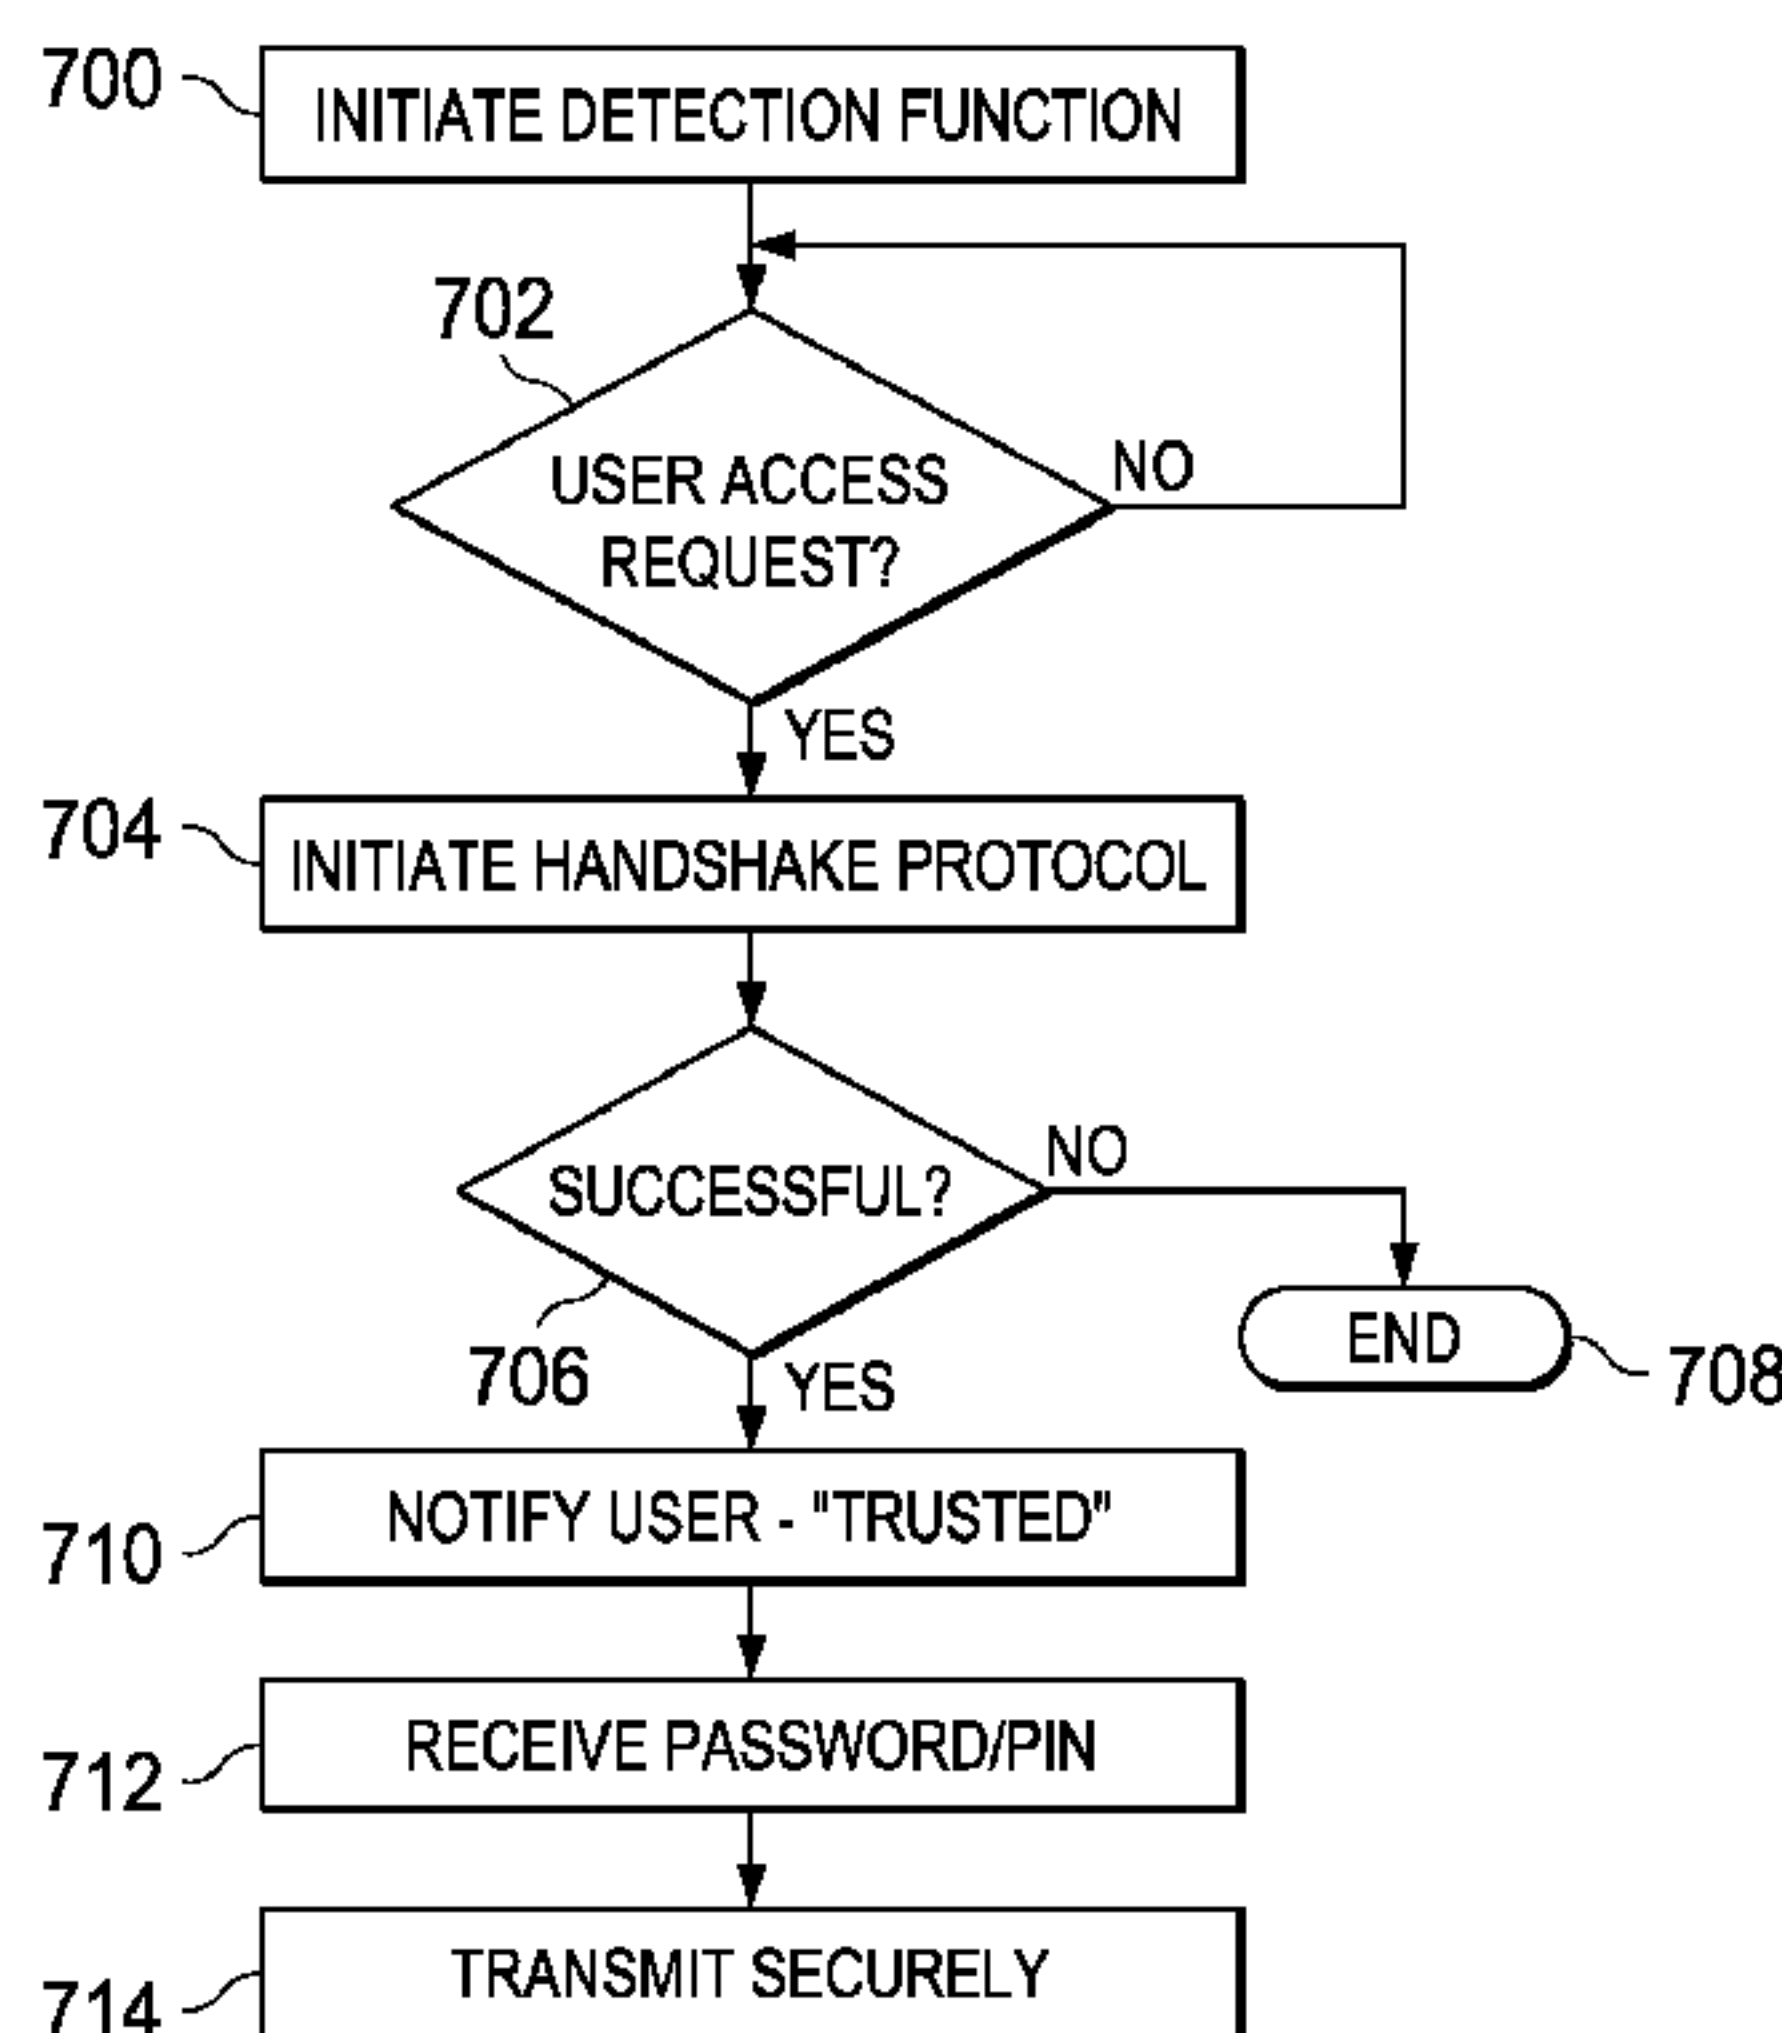 700
INITIATE DETECTION FUNCTION
702
USER ACCESS
REQUEST?
NO
YES
704
INITIATE HANDSHAKE PROTOCOL
SUCCESSFUL?
NO
706
YES
END
708
710
NOTIFY USER - "TRUSTED"
712
RECEIVE PASSWORD/PIN
714
TRANSMIT SECURELY